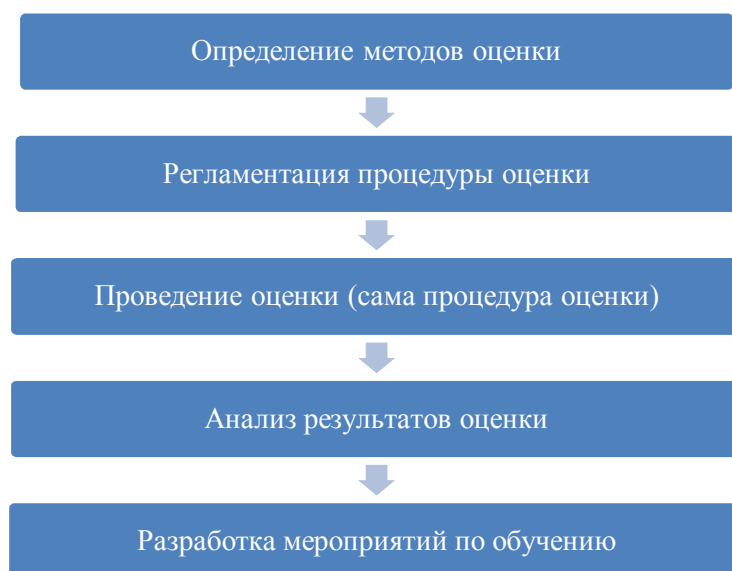 Определение методов оценки
Регламентация процедуры оценки
Проведение оценки (сама процедура оценки)
Анализ результатов оценки
Разработка мероприятий по обучению